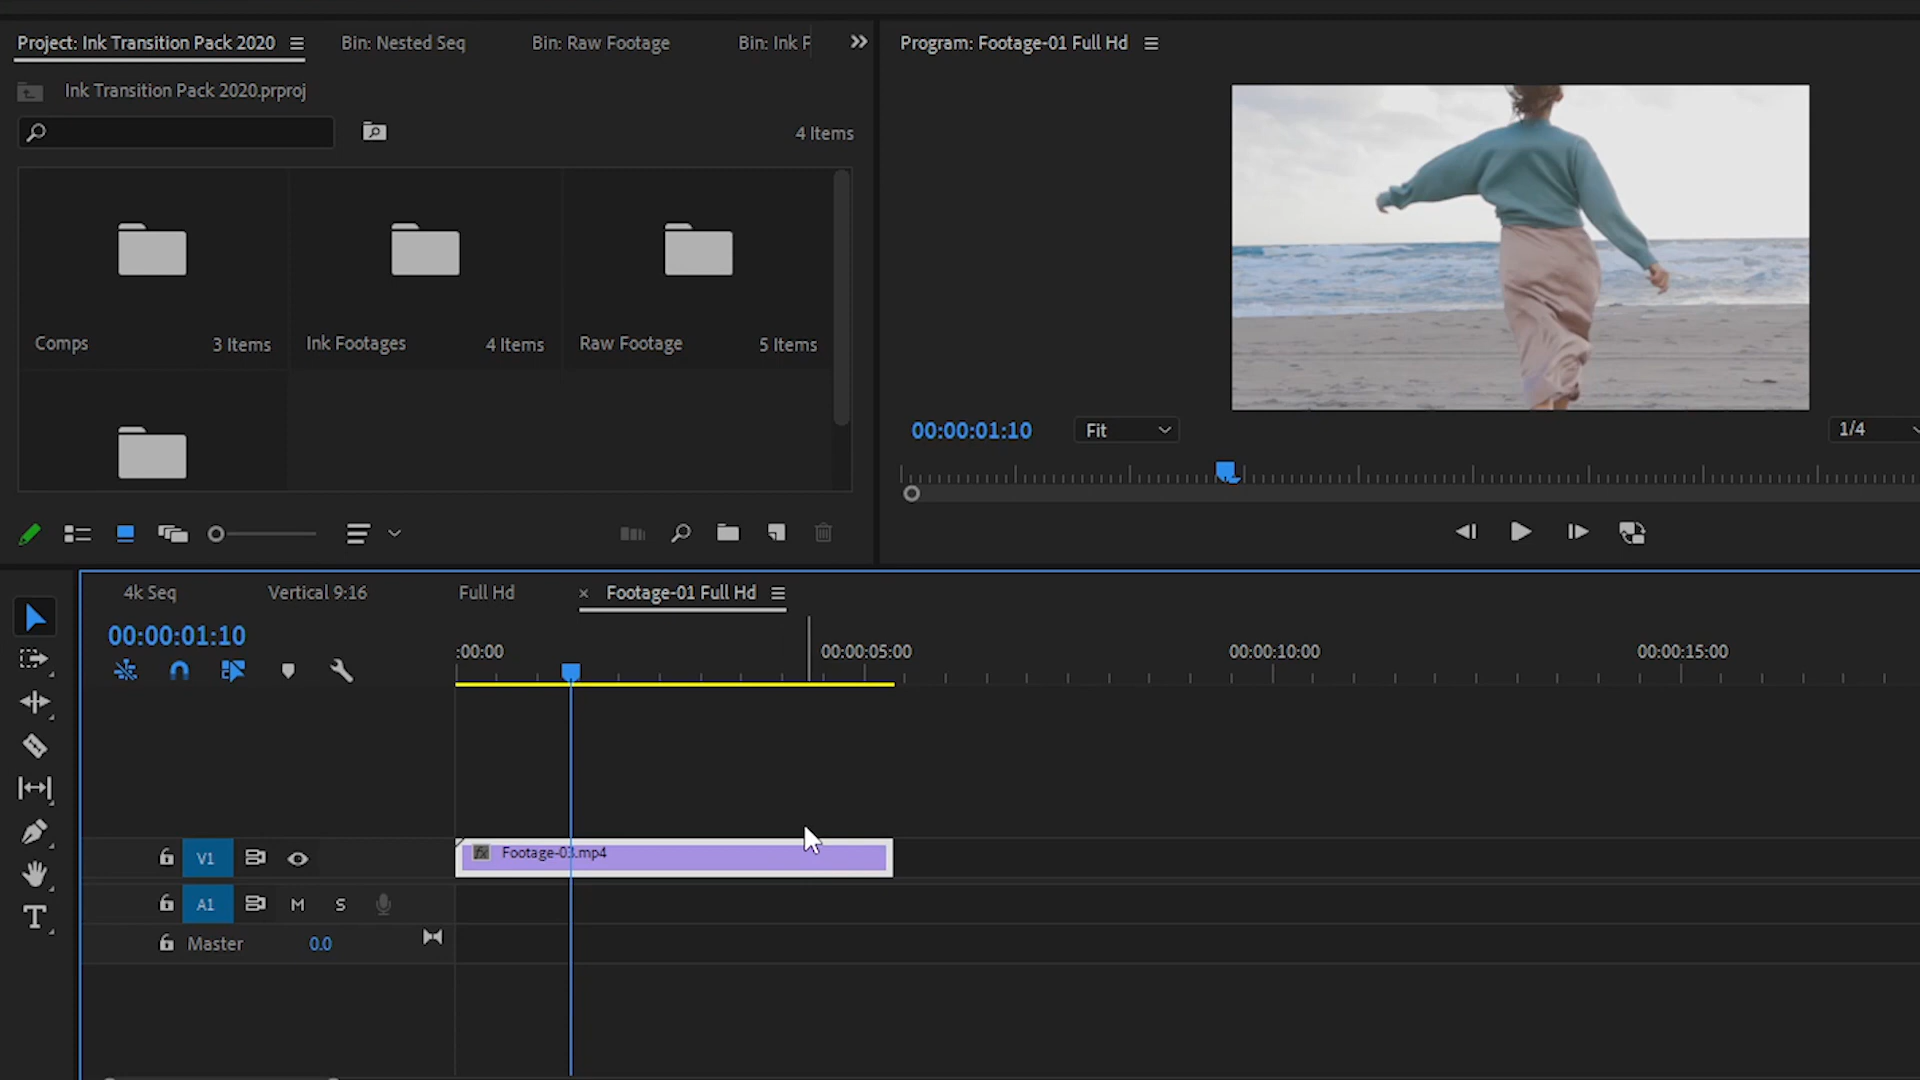 Project: Ink Transition Pack 2020
Bin: Nested Seq
Bin: Raw Footage
Bin: Ink F
Program: Footage-01 Full Hd
Ink Transition Pack 2020.prproj
4 Items
Comps
3 Items
Ink Footages
4 Items
Raw Footage
5 Items
00:00:01:10
Fit
1/4
4k Seq
Vertical 9:16
Full Hd
× Footage-01 Full Hd
00:00:01:10
:00:00
00:00:05:00
00:00:10:00
00:00:15:00
V1
fx Footage-03.mp4
A1
M
S
Master
0.0
T